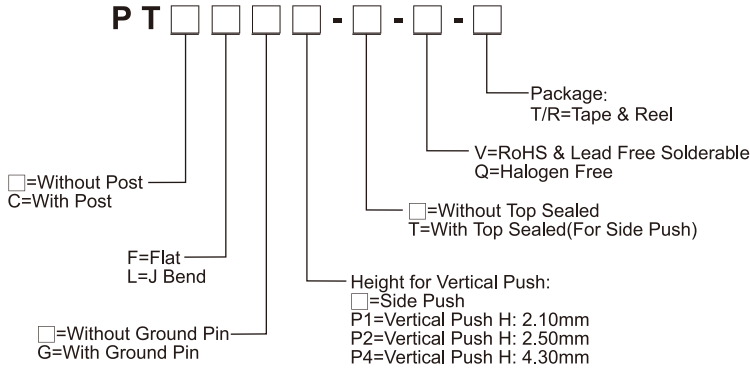 PT□□□□-□-□-□
Package:
T/R=Tape & Reel
V=RoHS & Lead Free Solderable
Q=Halogen Free
□=Without Post
C=With Post
□=Without Top Sealed
T=With Top Sealed(For Side Push)
F=Flat
L=J Bend
Height for Vertical Push:
□=Side Push
P1=Vertical Push H: 2.10mm
P2=Vertical Push H: 2.50mm
P4=Vertical Push H: 4.30mm
□=Without Ground Pin
G=With Ground Pin